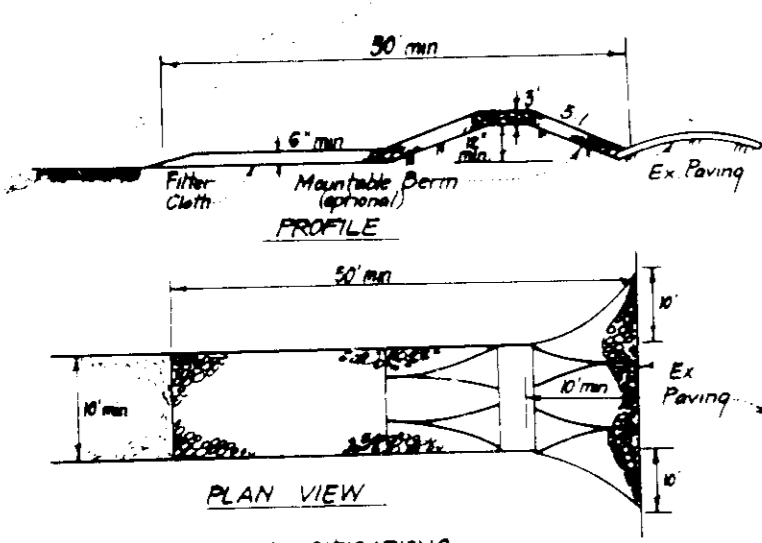 50' min
3'
5:1
6" min
12"
min
Filter
Cloth
Mountable Berm
(optional)
Ex. Paving
PROFILE
50' min
10'
10' min
10' min
Ex
Paving
10'
PLAN VIEW